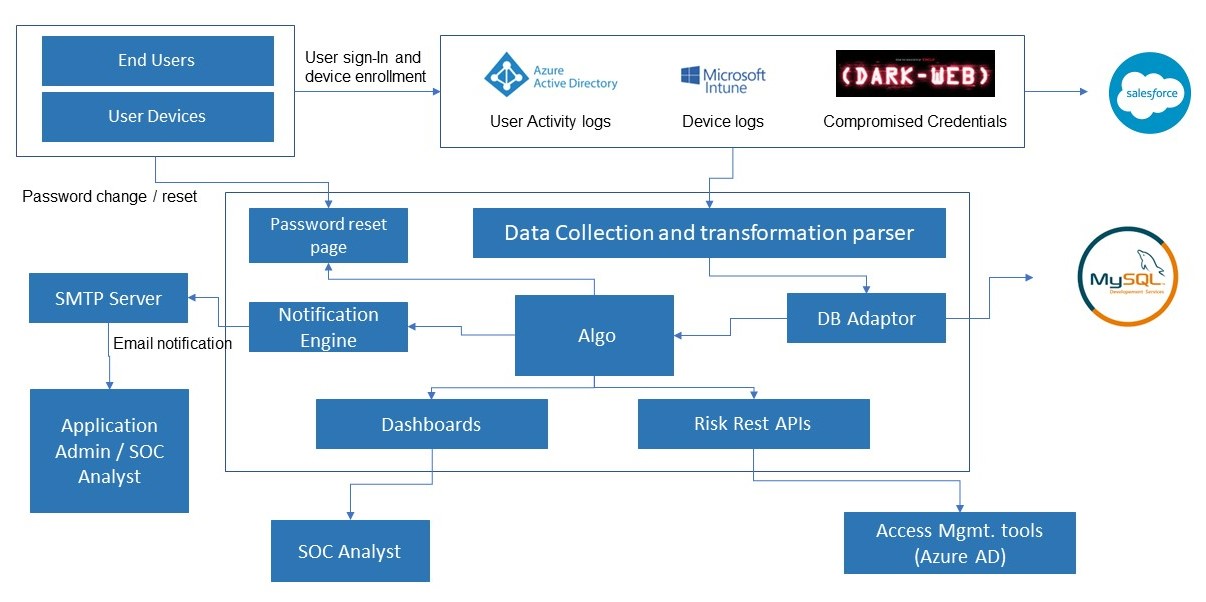 End Users
User Devices
User sign-In and
device enrollment
Azure
Active Directory
Microsoft
Intune
(DARK-WEB)
User Activity logs
Device logs
Compromised Credentials
salesforce
Password change / reset
Password reset
page
Data Collection and transformation parser
SMTP Server
Notification
Engine
Algo
DB Adaptor
MySQL
Developement Services
Email notification
Application
Admin / SOC
Analyst
Dashboards
Risk Rest APIs
SOC Analyst
Access Mgmt. tools
(Azure AD)